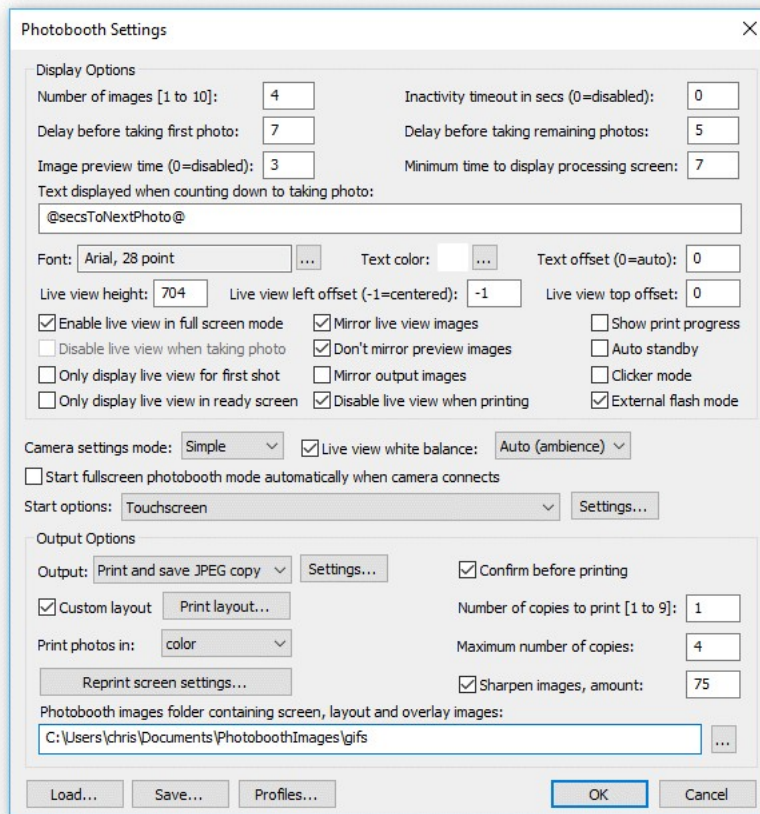 Photobooth Settings
Display Options
Number of images [1 to 10]: 4 Inactivity timeout in secs (0=disabled): 0
Delay before taking first photo: 7 Delay before taking remaining photos: 5
Image preview time (0=disabled): 3 Minimum time to display processing screen: 7
Text displayed when counting down to taking photo:
@secsToNextPhoto@
Font: Arial, 28 point ... Text color: ... Text offset (0=auto): 0
Live view height: 704 Live view left offset (-1=centered): -1 Live view top offset: 0
Enable live view in full screen mode Mirror live view images Show print progress
Disable live view when taking photo Don't mirror preview images Auto standby
Only display live view for first shot Mirror output images Clicker mode
Only display live view in ready screen Disable live view when printing External flash mode
Camera settings mode: Simple Live view white balance: Auto (ambience)
Start fullscreen photobooth mode automatically when camera connects
Start options: Touchscreen Settings...
Output Options
Output: Print and save JPEG copy Settings... Confirm before printing
Custom layout Print layout... Number of copies to print [1 to 9]: 1
Print photos in: color Maximum number of copies: 4
Reprint screen settings... Sharpen images, amount: 75
Photobooth images folder containing screen, layout and overlay images:
C:\Users\chris\Documents\PhotoboothImages\gifs ...
Load... Save... Profiles... OK Cancel